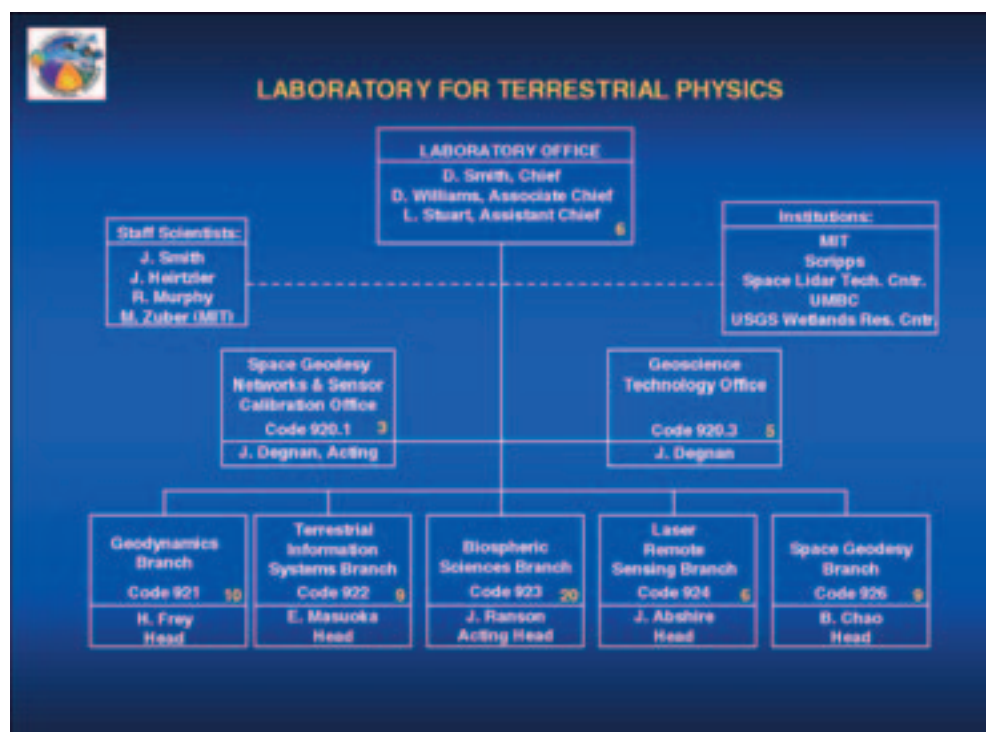 LABORATORY FOR TERRESTRIAL PHYSICS
LABORATORY OFFICE
D. Smith, Chief
D. Williams, Associate Chief
L. Stuart, Assistant Chief
6
Staff Scientists:
J. Smith
J. Heirtzler
R. Murphy
M. Zuber (MIT)
Institutions:
MIT
Scripps
Space Lidar Tech. Cntr.
UMBC
USGS Wetlands Res. Cntr.
Space Geodesy
Networks & Sensor
Calibration Office
Code 920.1 3
J. Degnan, Acting
Geoscience
Technology Office
Code 920.3 5
J. Degnan
Geodynamics
Branch
Code 921 10
H. Frey
Head
Terrestrial
Information
Systems Branch
Code 922 9
E. Masuoka
Head
Biospheric
Sciences Branch
Code 923 20
J. Ranson
Acting Head
Laser
Remote
Sensing Branch
Code 924 6
J. Abshire
Head
Space Geodesy
Branch
Code 926 9
B. Chao
Head